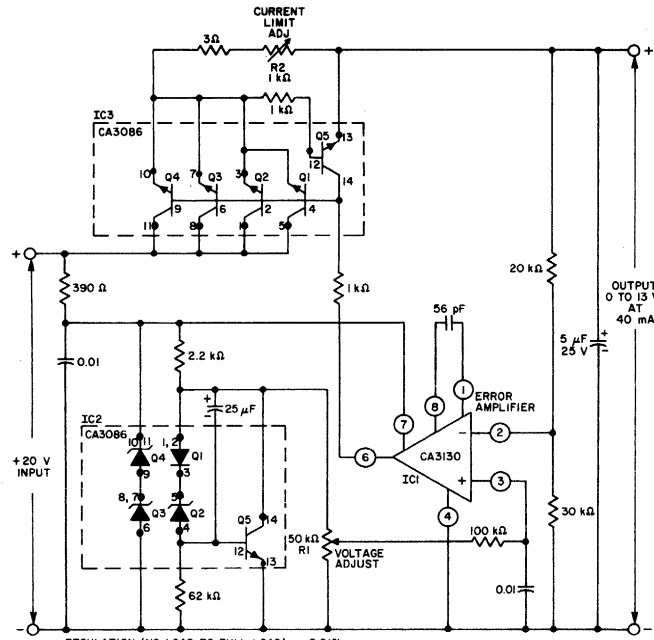 CURRENT
LIMIT
ADJ
3Ω
R2
1 kΩ
1 kΩ
+
IC3
CA3086
Q5
13
12
14
10
Q4
7
Q3
3
Q2
Q1
9
6
2
4
11
8
1
5
+
390 Ω
1 kΩ
20 kΩ
OUTPUT
0 TO 13 V
AT
40 mA
56 pF
5 μF
25 V
+
-
0.01
2.2 kΩ
+
-
25 μF
8
1
ERROR
AMPLIFIER
7
2
-
6
CA3130
IC1
+
3
4
+20 V
INPUT
IC2
CA3086
10, 11
Q4
9
1, 2
Q1
3
8, 7
Q3
6
5
Q2
4
Q5
14
12
13
50 kΩ
R1
VOLTAGE
ADJUST
100 kΩ
30 kΩ
62 kΩ
0.01
-
-